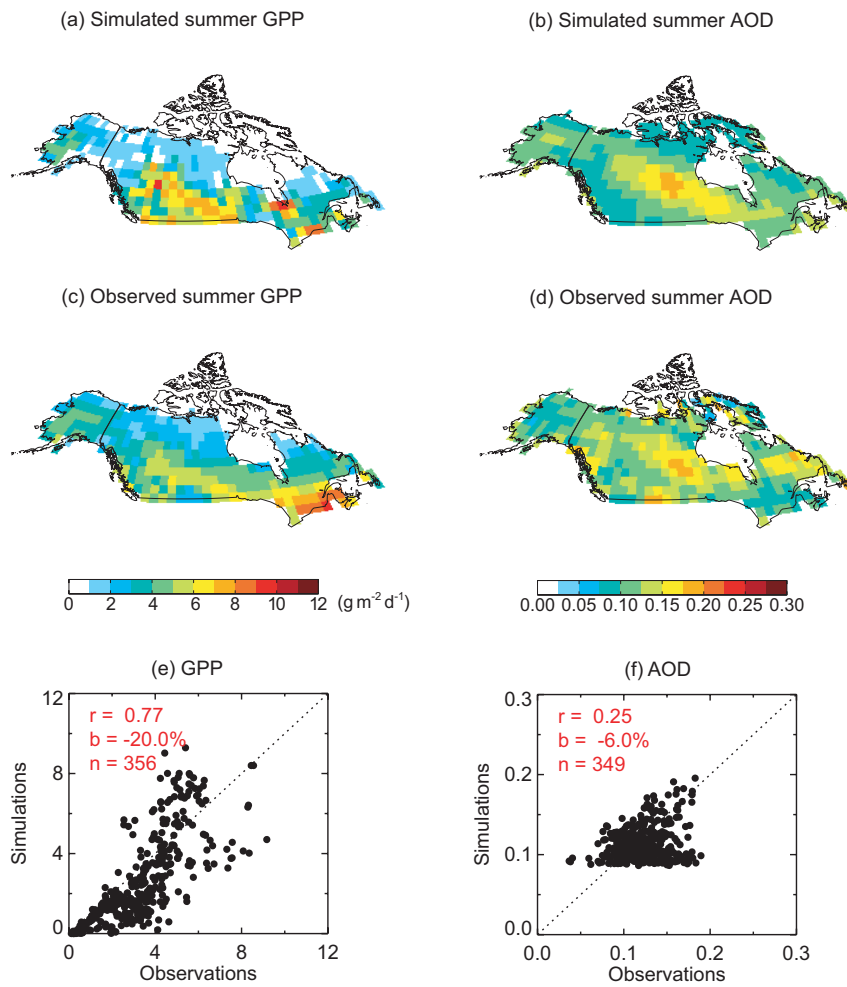 (a) Simulated summer GPP
(b) Simulated summer AOD
(c) Observed summer GPP
(d) Observed summer AOD
0 2 4 6 8 10 12 (g m⁻² d⁻¹)
0.00 0.05 0.10 0.15 0.20 0.25 0.30
(e) GPP
12
8
4
0
r = 0.77
b = -20.0%
n = 356
Simulations
0 4 8 12
Observations
(f) AOD
0.3
0.2
0.1
0.0
r = 0.25
b = -6.0%
n = 349
Simulations
0.0 0.1 0.2 0.3
Observations